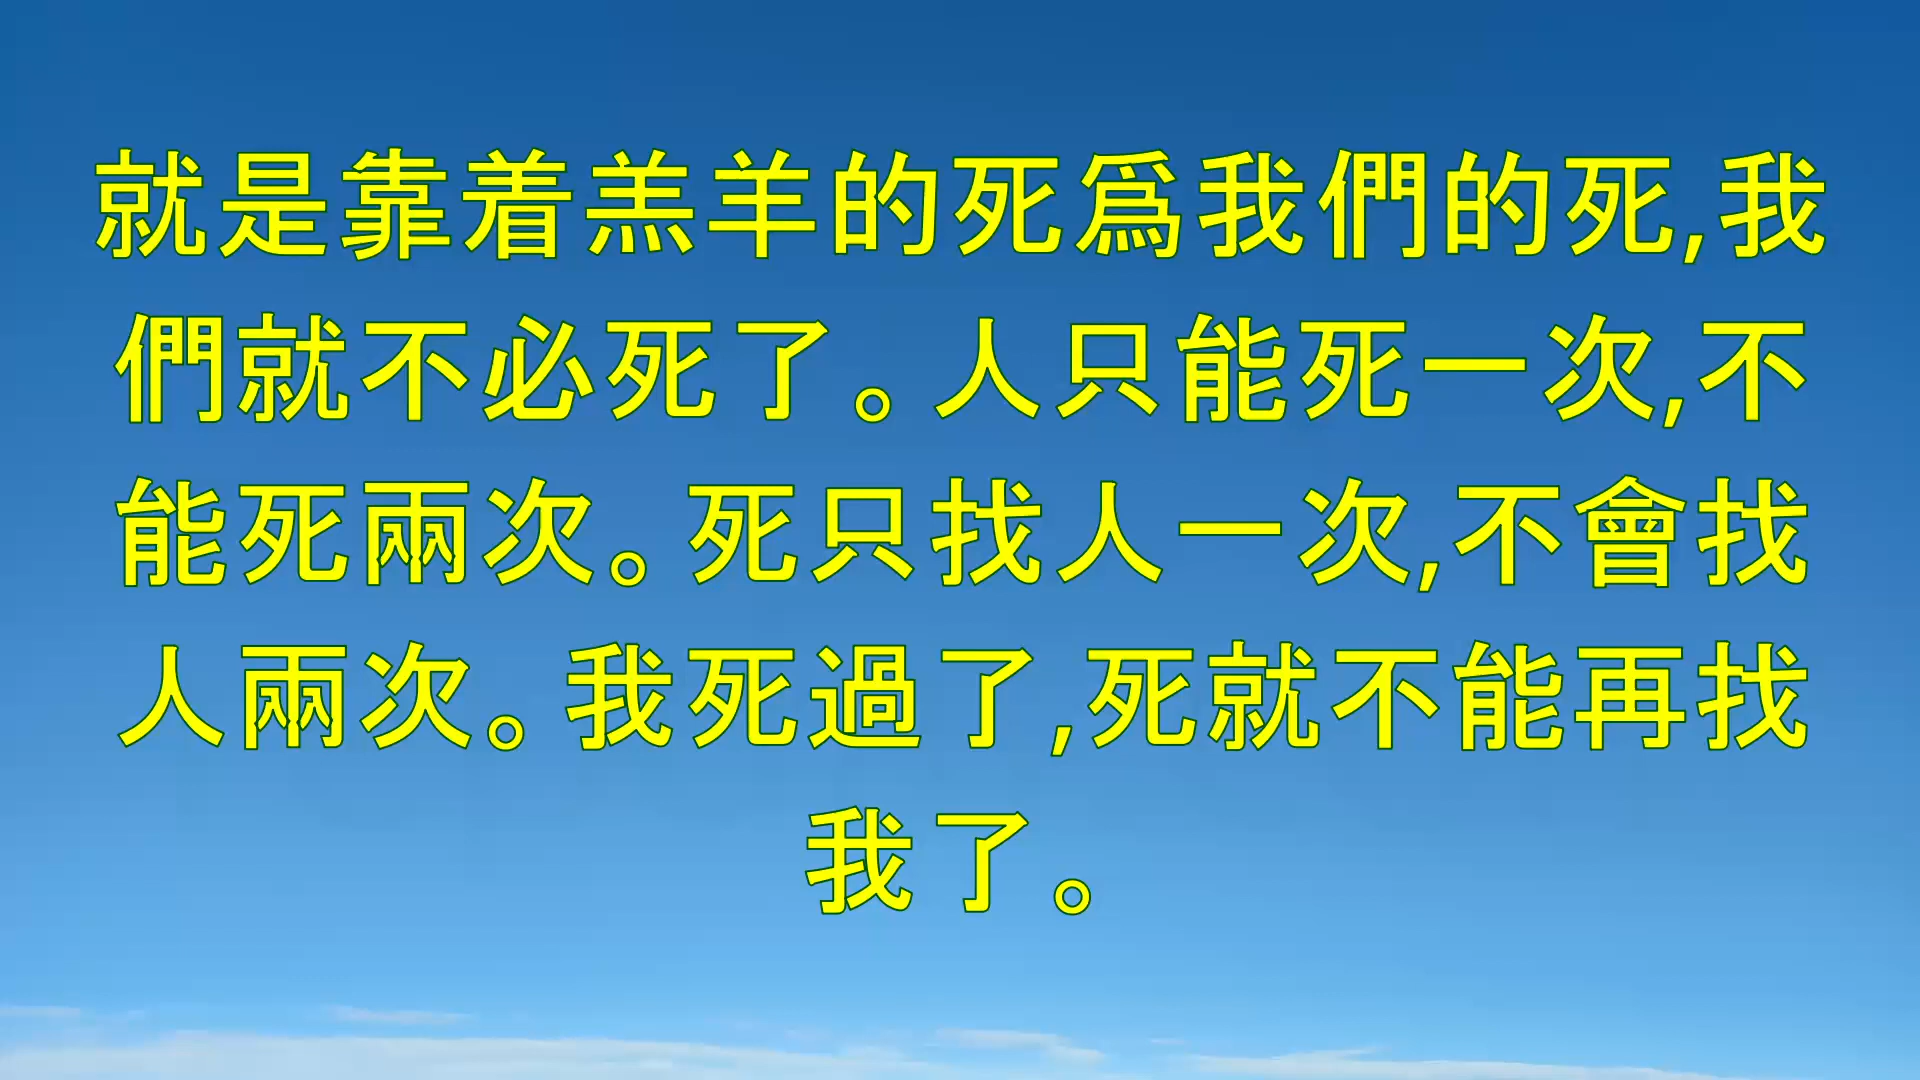 就是靠着羔羊的死爲我們的死,我
們就不必死了。人只能死一次,不
能死兩次。死只找人一次,不會找
人兩次。我死過了,死就不能再找
我了。